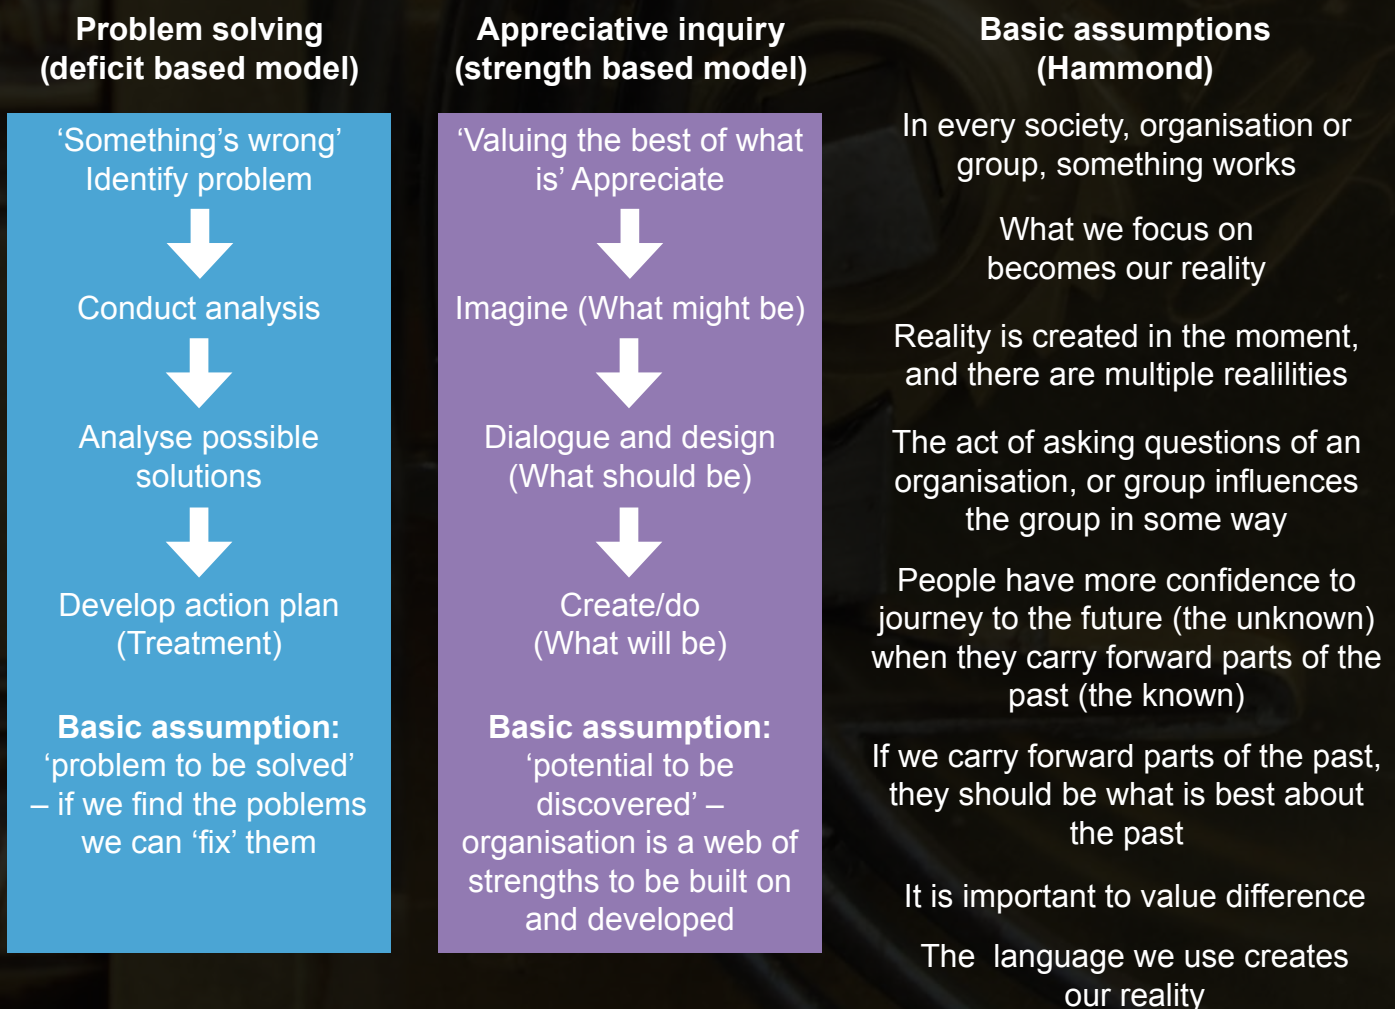 Problem solving
(deficit based model)
‘Something’s wrong’
Identify problem
Conduct analysis
Analyse possible
solutions
Develop action plan
(Treatment)
Basic assumption:
‘problem to be solved’
– if we find the poblems
we can ‘fix’ them
Appreciative inquiry
(strength based model)
‘Valuing the best of what
is’ Appreciate
Imagine (What might be)
Dialogue and design
(What should be)
Create/do
(What will be)
Basic assumption:
‘potential to be
discovered’ –
organisation is a web of
strengths to be built on
and developed
Basic assumptions
(Hammond)
In every society, organisation or
group, something works
What we focus on
becomes our reality
Reality is created in the moment,
and there are multiple realilities
The act of asking questions of an
organisation, or group influences
the group in some way
People have more confidence to
journey to the future (the unknown)
when they carry forward parts of the
past (the known)
If we carry forward parts of the past,
they should be what is best about
the past
It is important to value difference
The language we use creates
our reality